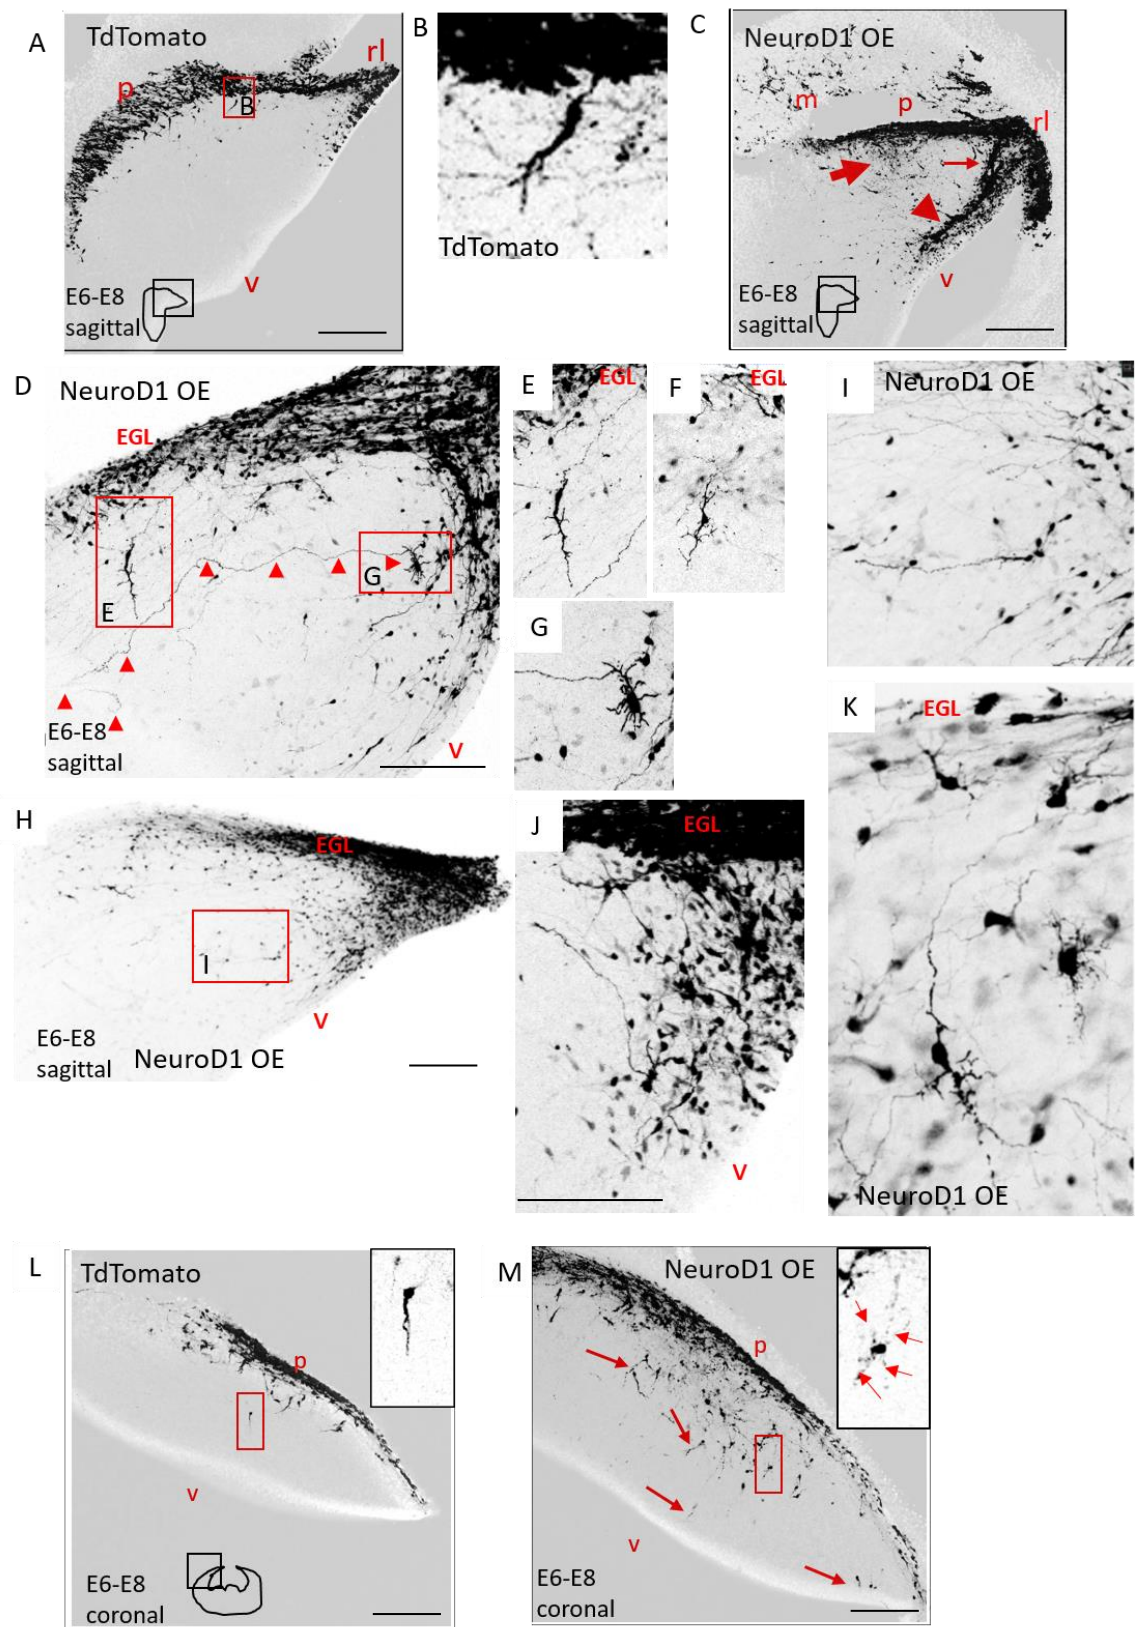 A
TdTomato
p
rl
B
v
E6-E8
sagittal
B
TdTomato
C
NeuroD1 OE
m
p
rl
v
E6-E8
sagittal
D
NeuroD1 OE
EGL
E
G
E6-E8
sagittal
v
E
EGL
F
EGL
G
H
EGL
I
v
E6-E8
sagittal
NeuroD1 OE
I
NeuroD1 OE
J
EGL
v
K
EGL
NeuroD1 OE
L
TdTomato
p
v
E6-E8
coronal
M
NeuroD1 OE
p
v
E6-E8
coronal